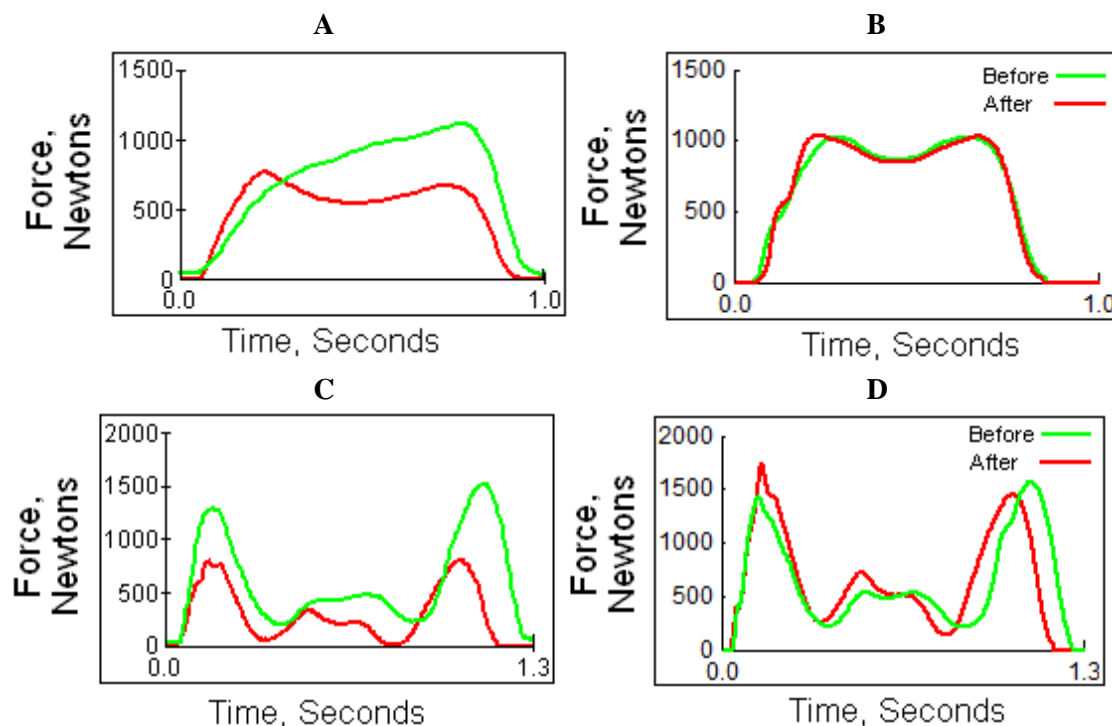 A
1500
1000
500
0
0.0
1.0
Force,
Newtons
Time, Seconds
B
1500
1000
500
0
0.0
1.0
Before
After
Force,
Newtons
Time, Seconds
C
2000
1500
1000
500
0
0.0
1.3
Force,
Newtons
Time, Seconds
D
2000
1500
1000
500
0
0.0
1.3
Before
After
Force,
Newtons
Time, Seconds